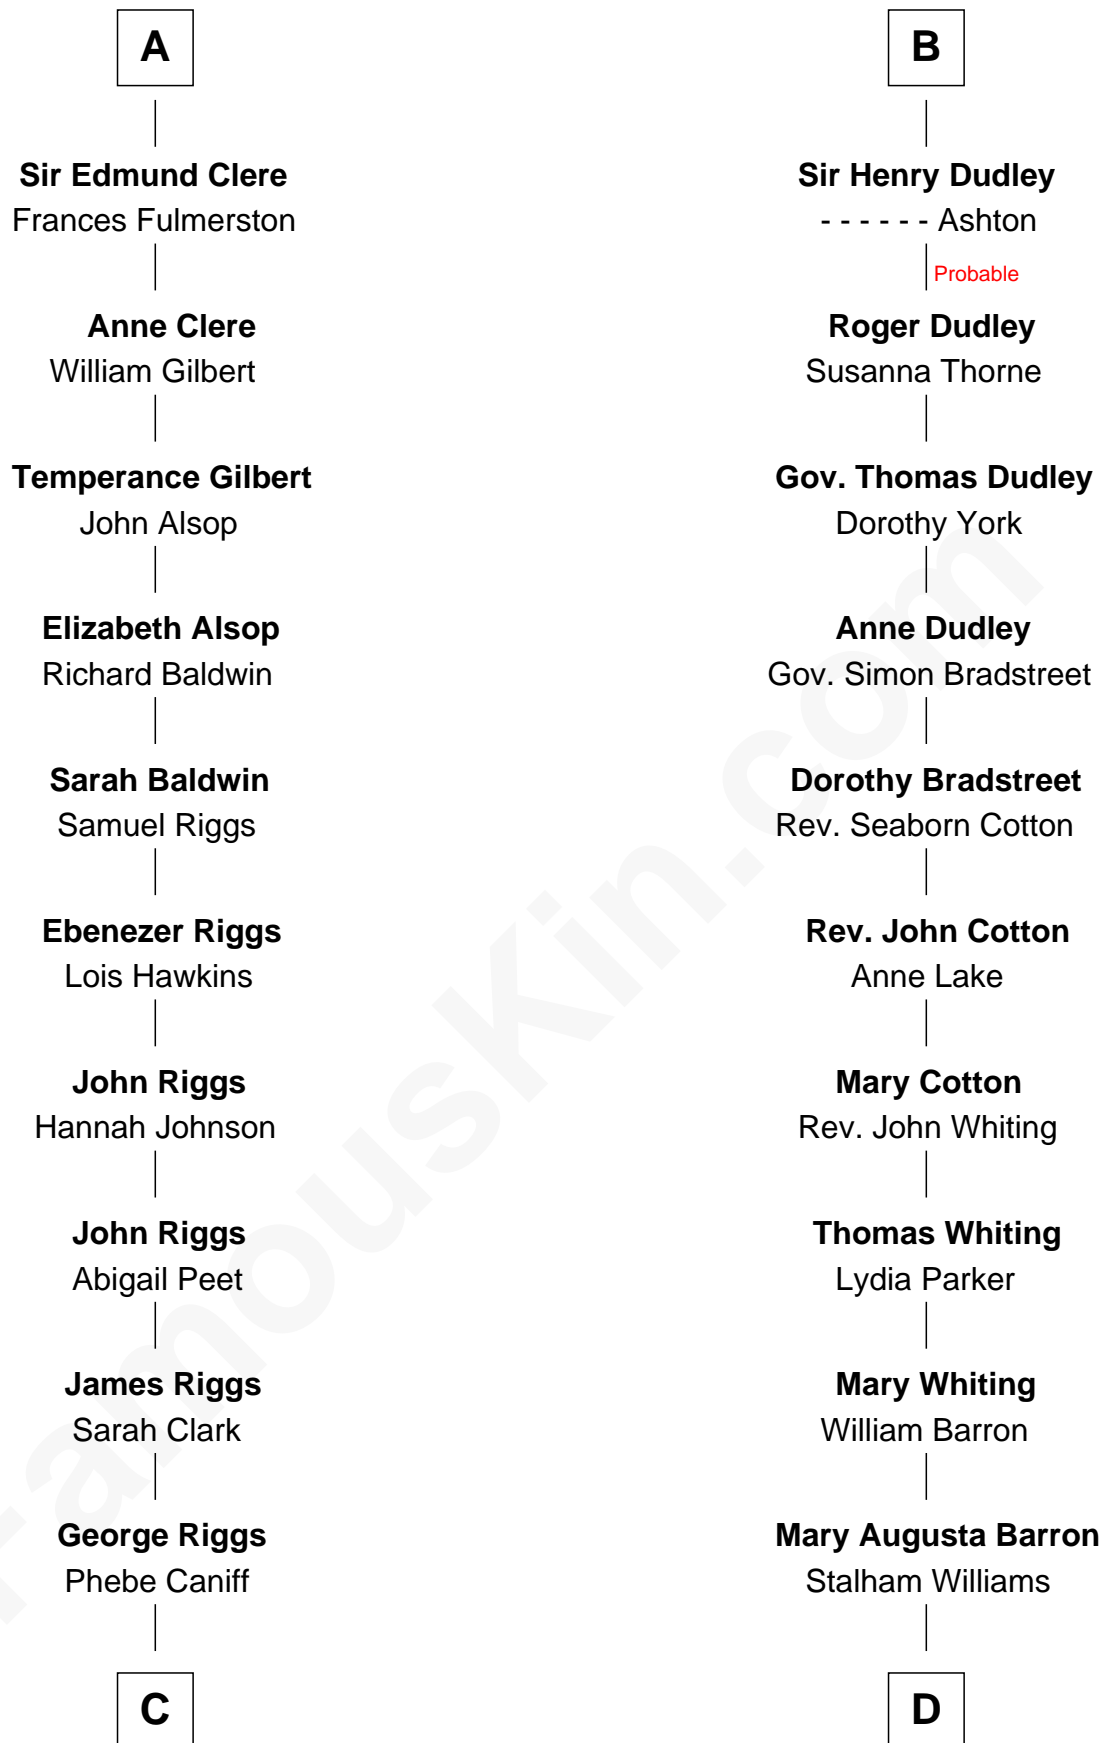 A
Sir Edmund Clere
Frances Fulmerston
Anne Clere
William Gilbert
Temperance Gilbert
John Alsop
Elizabeth Alsop
Richard Baldwin
Sarah Baldwin
Samuel Riggs
Ebenezer Riggs
Lois Hawkins
John Riggs
Hannah Johnson
John Riggs
Abigail Peet
James Riggs
Sarah Clark
George Riggs
Phebe Caniff
C
B
Sir Henry Dudley
- - - - - - Ashton
Probable
Roger Dudley
Susanna Thorne
Gov. Thomas Dudley
Dorothy York
Anne Dudley
Gov. Simon Bradstreet
Dorothy Bradstreet
Rev. Seaborn Cotton
Rev. John Cotton
Anne Lake
Mary Cotton
Rev. John Whiting
Thomas Whiting
Lydia Parker
Mary Whiting
William Barron
Mary Augusta Barron
Stalham Williams
D
FamousKin.com